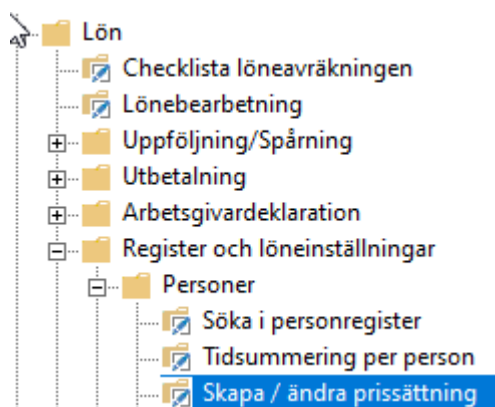 Lön
Checklista löneavräkningen
Lönebearbetning
Uppföljning/Spårning
Utbetalning
Arbetsgivardeklaration
Register och löneinställningar
Personer
Söka i personregister
Tidsummering per person
Skapa / ändra prissättning